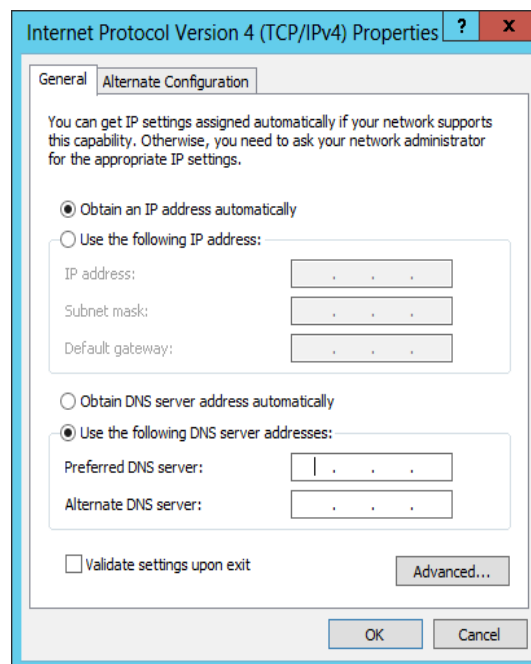 Internet Protocol Version 4 (TCP/IPv4) Properties ? x
General Alternate Configuration
You can get IP settings assigned automatically if your network supports
this capability. Otherwise, you need to ask your network administrator
for the appropriate IP settings.
Obtain an IP address automatically
Use the following IP address:
IP address: . . .
Subnet mask: . . .
Default gateway: . . .
Obtain DNS server address automatically
Use the following DNS server addresses:
Preferred DNS server: . . .
Alternate DNS server: . . .
Validate settings upon exit
Advanced...
OK Cancel